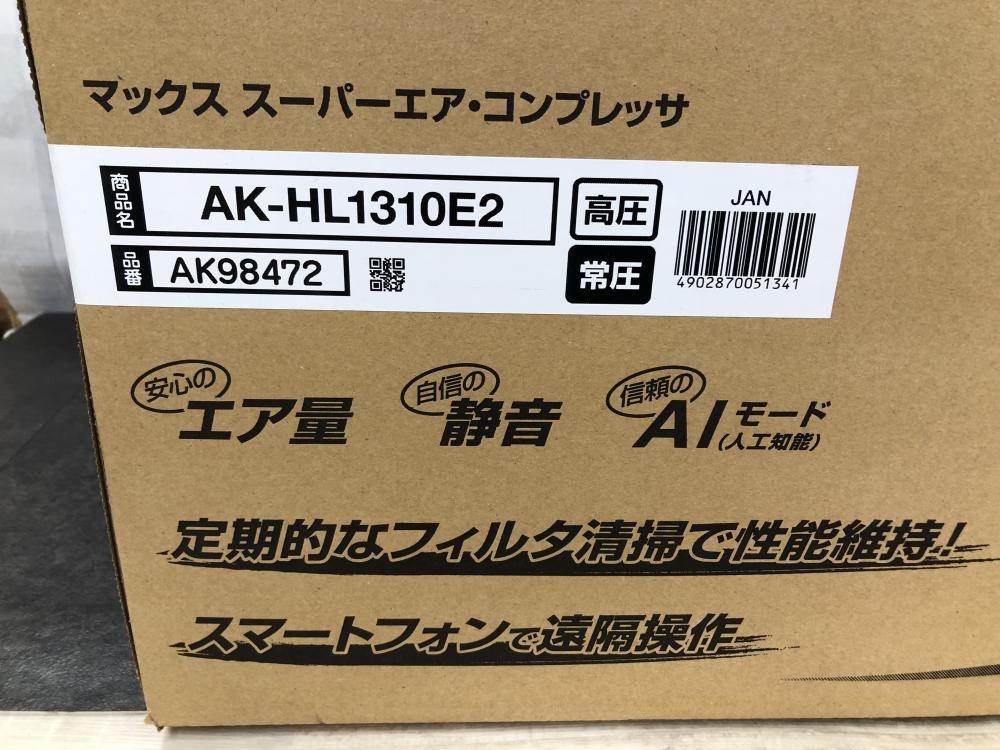 マックス スーパーエア・コンプレッサ
商品名 AK-HL1310E2 高圧 JAN
品番 AK98472 常圧 4902870051341
安心の 自信の 信頼の
エア量 静音 AIモード
(人工知能)
定期的なフィルタ清掃で性能維持!
スマートフォンで遠隔操作